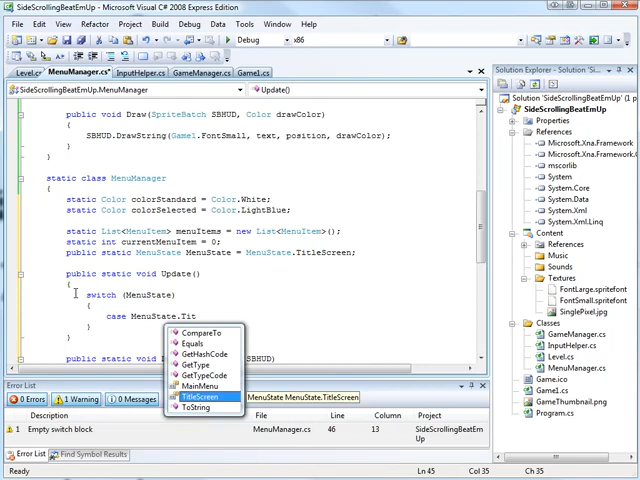 SideScrollingBeatEmUp - Microsoft Visual C# 2008 Express Edition
File Edit View Refactor Project Build Debug Data Tools Window Help
Debug x86
Level.cs MenuManager.cs* InputHelper.cs GameManager.cs Game1.cs
SideScrollingBeatEmUp.MenuManager Update()
public void Draw(SpriteBatch SBHUD, Color drawColor)
{
SBHUD.DrawString(Game1.FontSmall, text, position, drawColor);
}
}
static class MenuManager
{
static Color colorStandard = Color.White;
static Color colorSelected = Color.LightBlue;
static List<MenuItem> menuItems = new List<MenuItem>();
static int currentMenuItem = 0;
public static MenuState MenuState = MenuState.TitleScreen;
public static void Update()
{
switch (MenuState)
{
case MenuState.Tit
}
}
public static void
SBHUD)
CompareTo
Equals
GetHashCode
GetType
GetTypeCode
MainMenu
TitleScreen
ToString
MenuState MenuState.TitleScreen
Error List
0 Errors 1 Warning 0 Messages
Description File Line Column Project
1 Empty switch block MenuManager.cs 46 13 SideScrollingBeatEm
Up
Error List Find Symbol Results
Ready Ln 45 Col 35 Ch 35
Solution Explorer - Solution 'SideScrollingBeatEmUp'
Solution 'SideScrollingBeatEmUp' (
SideScrollingBeatEmUp
Properties
References
Microsoft.Xna.Framework
Microsoft.Xna.Framework.
mscorlib
System
System.Core
System.Data
System.Xml
System.Xml.Linq
Content
References
Music
Sounds
Textures
FontLarge.spritefont
FontSmall.spritefont
SinglePixel.jpg
Classes
GameManager.cs
InputHelper.cs
Level.cs
MenuManager.cs
Game.ico
GameThumbnail.png
Game1.cs
Program.cs